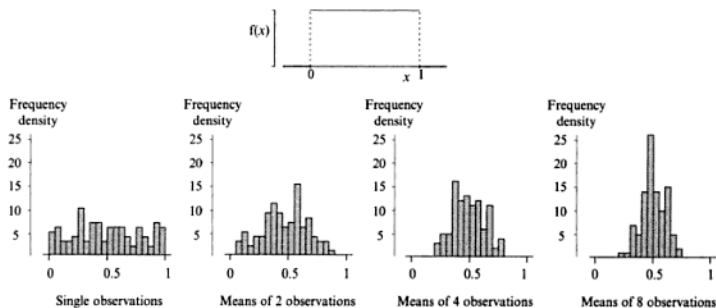 f(x)
0 x 1
Frequency density
25
20
15
10
5
0 0.5 1
Single observations
Frequency density
25
20
15
10
5
0 0.5 1
Means of 2 observations
Frequency density
25
20
15
10
5
0 0.5 1
Means of 4 observations
Frequency density
25
20
15
10
5
0 0.5 1
Means of 8 observations